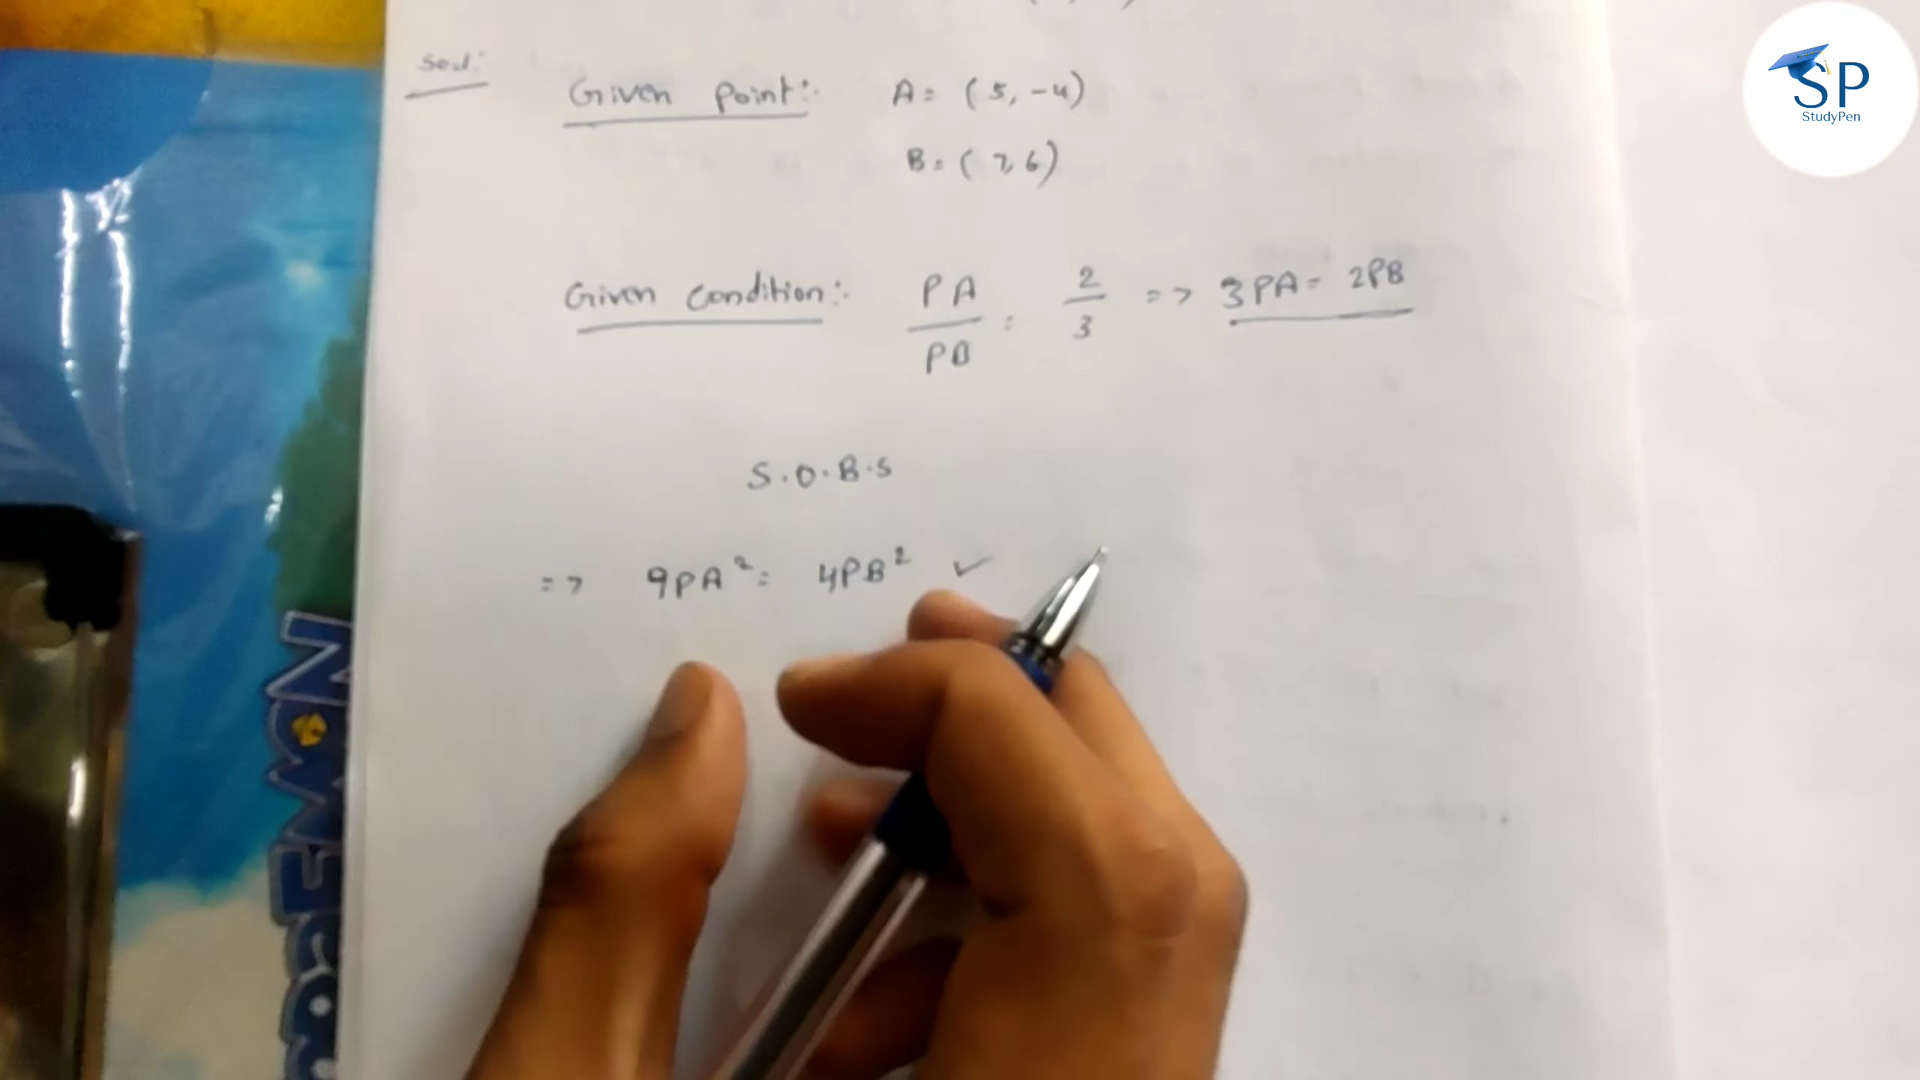 Sol:
Given Point:- A = (5, -4)
B = (7, 6)
Given Condition:- PA/PB = 2/3 => 3PA = 2PB
S.O.B.S
=> 9PA² = 4PB² ✓
SP
StudyPen